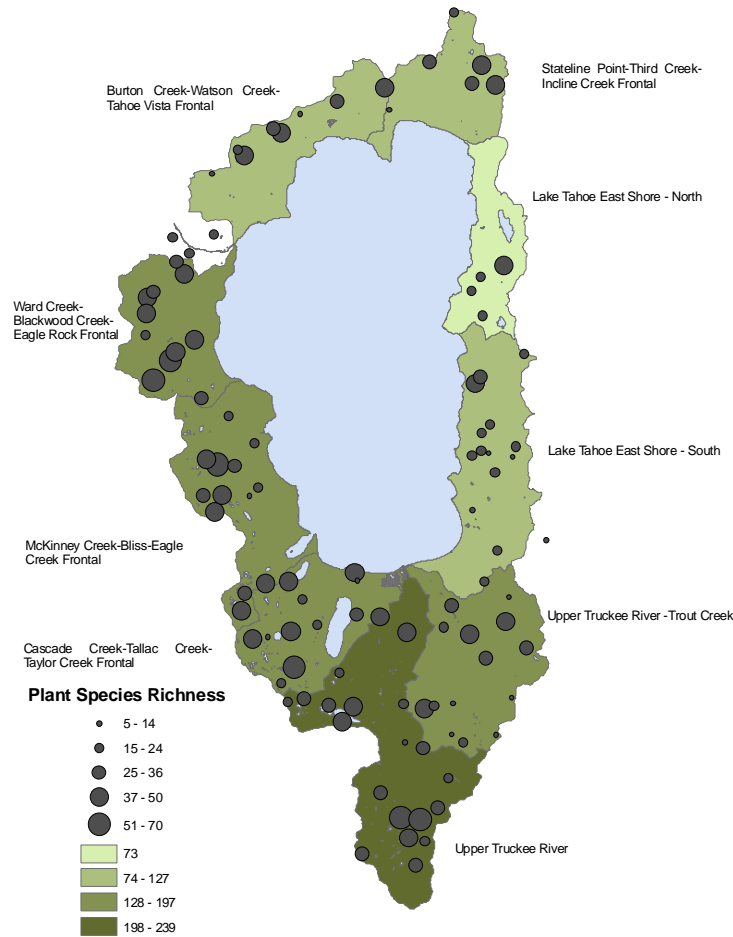 Stateline Point-Third Creek-
Incline Creek Frontal
Burton Creek-Watson Creek-
Tahoe Vista Frontal
Lake Tahoe East Shore - North
Ward Creek-
Blackwood Creek-
Eagle Rock Frontal
Lake Tahoe East Shore - South
McKinney Creek-Bliss-Eagle
Creek Frontal
Upper Truckee River -Trout Creek
Cascade Creek-Tallac Creek-
Taylor Creek Frontal
Plant Species Richness
5 - 14
15 - 24
25 - 36
37 - 50
51 - 70
73
74 - 127
128 - 197
198 - 239
Upper Truckee River